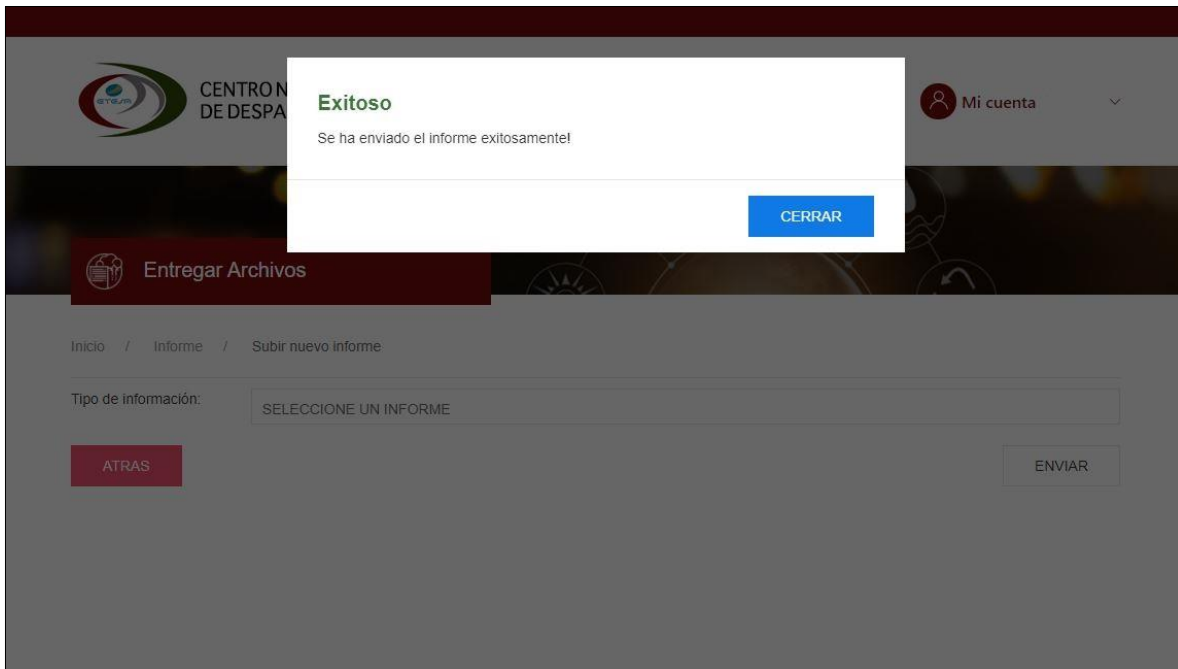 ETESA
CENTRO N
DE DESPA
Exitoso
Se ha enviado el informe exitosamente!
CERRAR
Mi cuenta
Entregar Archivos
Inicio / Informe / Subir nuevo informe
Tipo de información:
SELECCIONE UN INFORME
ATRAS
ENVIAR